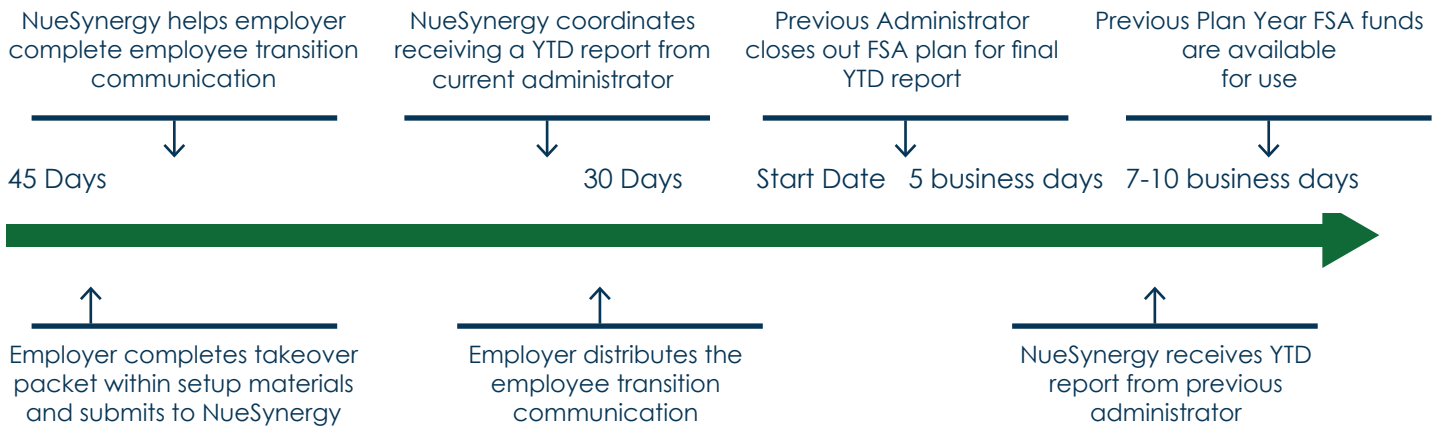 NueSynergy helps employer
complete employee transition
communication
NueSynergy coordinates
receiving a YTD report from
current administrator
Previous Administrator
closes out FSA plan for final
YTD report
Previous Plan Year FSA funds
are available
for use
45 Days
30 Days
Start Date
5 business days
7-10 business days
Employer completes takeover
packet within setup materials
and submits to NueSynergy
Employer distributes the
employee transition
communication
NueSynergy receives YTD
report from previous
administrator